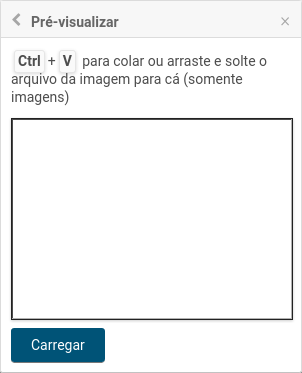 Pré-visualizar
Ctrl + V para colar ou arraste e solte o
arquivo da imagem para cá (somente
imagens)
Carregar